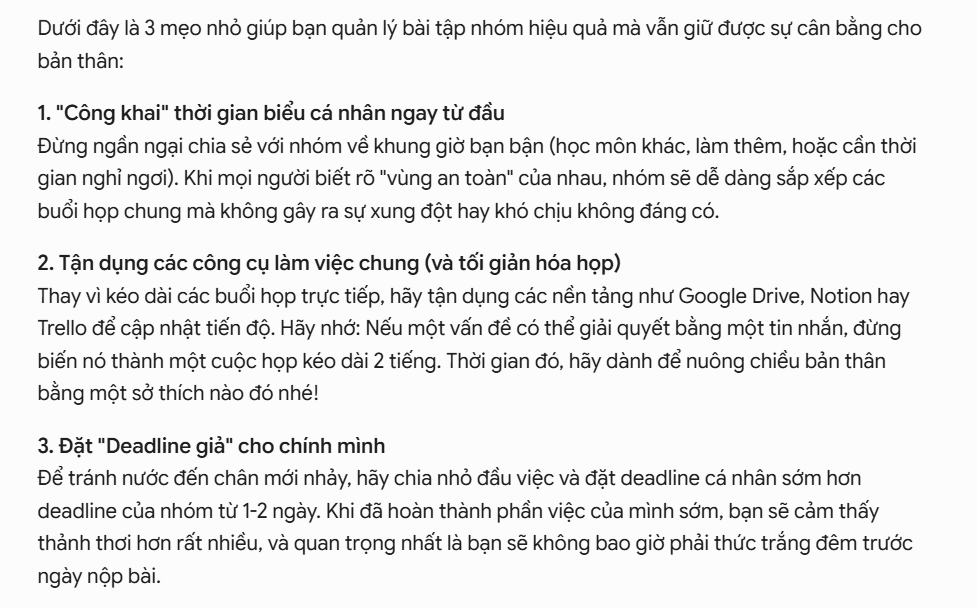 Dưới đây là 3 mẹo nhỏ giúp bạn quản lý bài tập nhóm hiệu quả mà vẫn giữ được sự cân bằng cho
bản thân:
1. "Công khai" thời gian biểu cá nhân ngay từ đầu
Đừng ngần ngại chia sẻ với nhóm về khung giờ bạn bận (học môn khác, làm thêm, hoặc cần thời
gian nghỉ ngơi). Khi mọi người biết rõ "vùng an toàn" của nhau, nhóm sẽ dễ dàng sắp xếp các
buổi họp chung mà không gây ra sự xung đột hay khó chịu không đáng có.
2. Tận dụng các công cụ làm việc chung (và tối giản hóa họp)
Thay vì kéo dài các buổi họp trực tiếp, hãy tận dụng các nền tảng như Google Drive, Notion hay
Trello để cập nhật tiến độ. Hãy nhớ: Nếu một vấn đề có thể giải quyết bằng một tin nhắn, đừng
biến nó thành một cuộc họp kéo dài 2 tiếng. Thời gian đó, hãy dành để nuông chiều bản thân
bằng một sở thích nào đó nhé!
3. Đặt "Deadline giả" cho chính mình
Để tránh nước đến chân mới nhảy, hãy chia nhỏ đầu việc và đặt deadline cá nhân sớm hơn
deadline của nhóm từ 1-2 ngày. Khi đã hoàn thành phần việc của mình sớm, bạn sẽ cảm thấy
thảnh thơi hơn rất nhiều, và quan trọng nhất là bạn sẽ không bao giờ phải thức trắng đêm trước
ngày nộp bài.